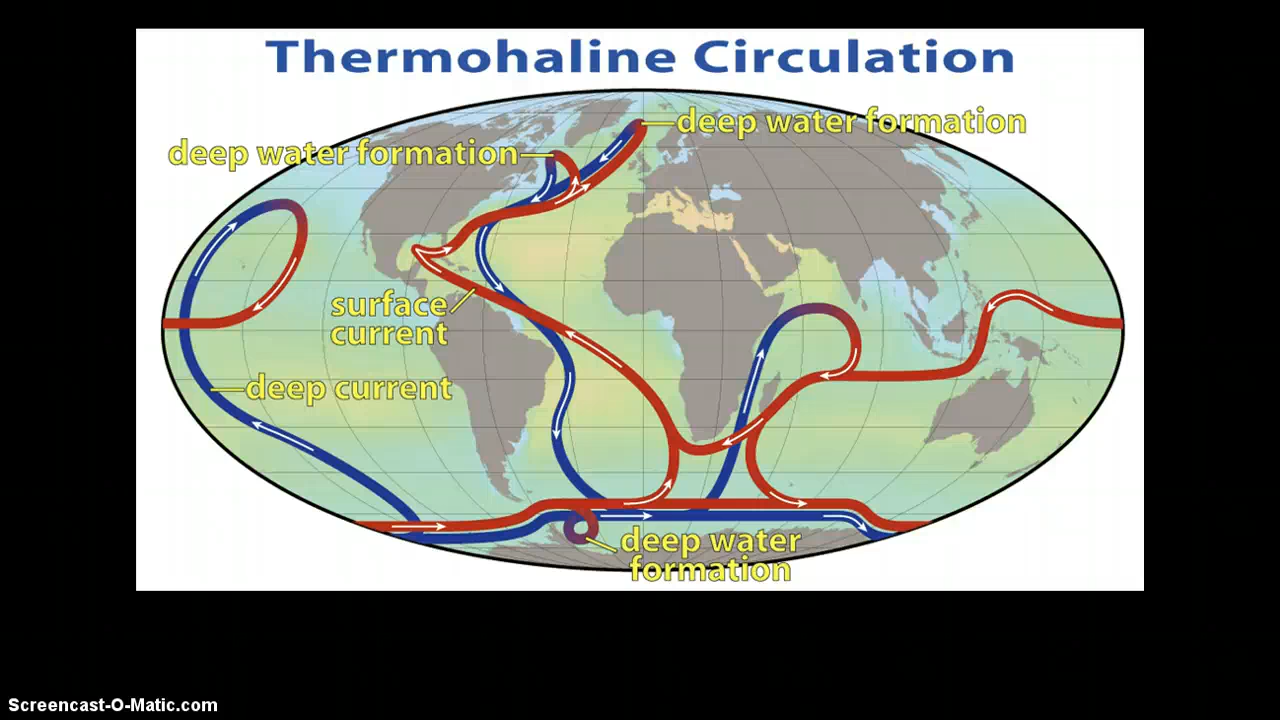 Thermohaline Circulation
deep water formation
deep water formation
surface
current
deep current
deep water
formation
Screencast-O-Matic.com